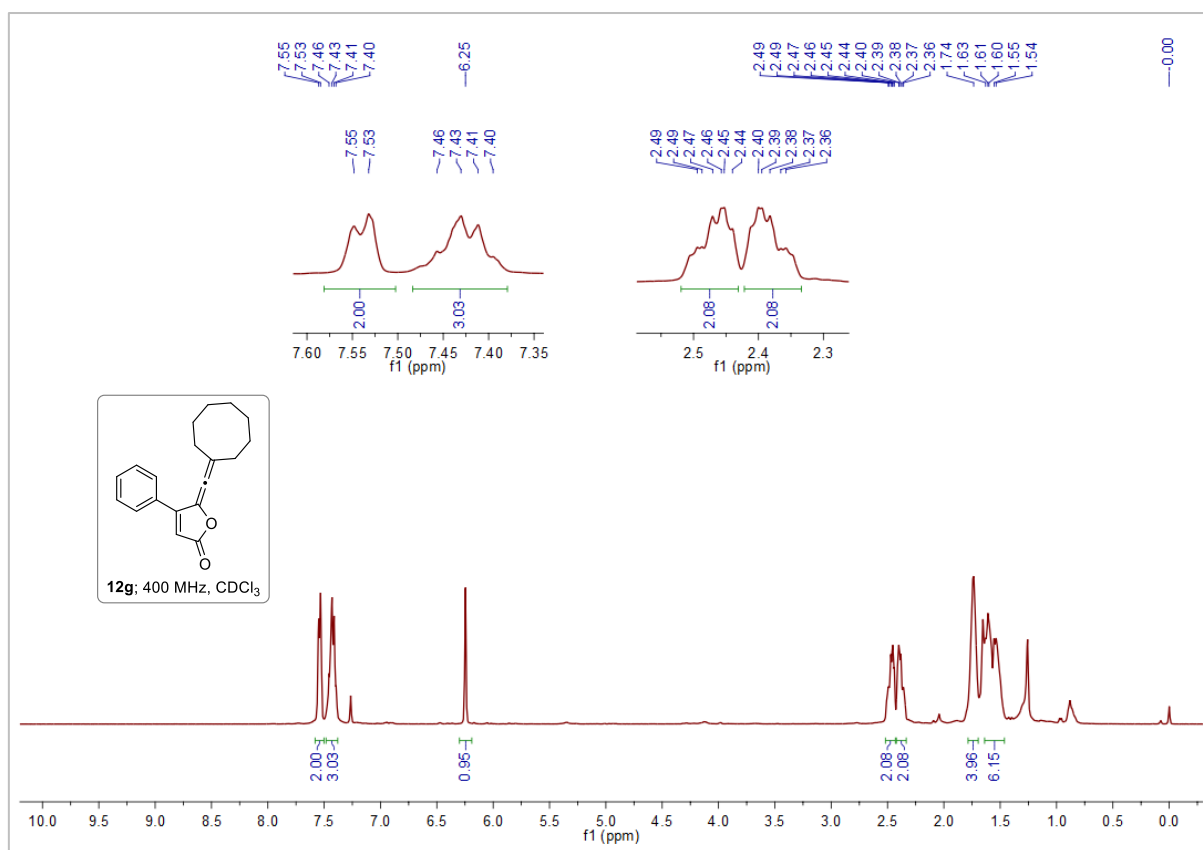 7.55 7.53 7.46 7.43 7.41 7.40 6.25 2.49 2.49 2.47 2.46 2.45 2.44 2.40 2.39 2.38 2.37 2.36 1.74 1.63 1.61 1.60 1.55 1.54 -0.00
7.55 7.53 7.46 7.43 7.41 7.40
2.49 2.49 2.47 2.46 2.45 2.44 2.40 2.39 2.38 2.37 2.36
2.00 3.03
2.08 2.08
7.60 7.55 7.50 7.45 7.40 7.35
f1 (ppm)
2.5 2.4 2.3
f1 (ppm)
O
O
12g; 400 MHz, CDCl₃
2.00 3.03 0.95 2.08 2.08 3.96 6.15
10.0 9.5 9.0 8.5 8.0 7.5 7.0 6.5 6.0 5.5 5.0 4.5 4.0 3.5 3.0 2.5 2.0 1.5 1.0 0.5 0.0
f1 (ppm)